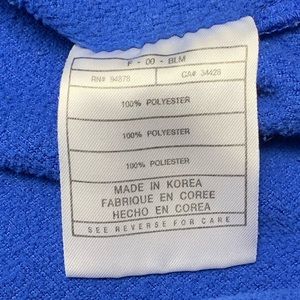 F - 00 - BLM
RN# 94878 CA# 34428
100% POLYESTER
100% POLYESTER
100% POLYESTER
MADE IN KOREA
FABRIQUE EN COREE
HECHO EN COREA
SEE REVERSE FOR CARE